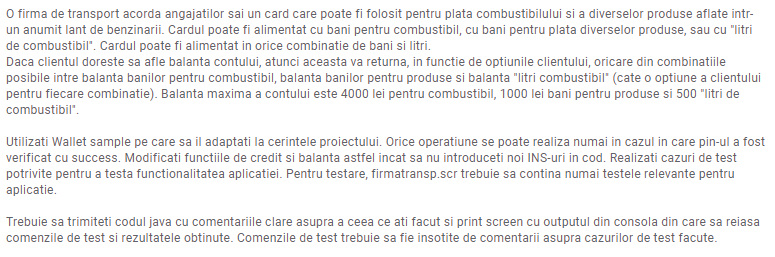 O firma de transport acorda angajatilor sai un card care poate fi folosit pentru plata combustibilului si a diverselor produse aflate intr-
un anumit lant de benzinarii. Cardul poate fi alimentat cu bani pentru combustibil, cu bani pentru plata diverselor produse, sau cu "litri
de combustibil". Cardul poate fi alimentat in orice combinatie de bani si litri.
Daca clientul doreste sa afle balanta contului, atunci aceasta va returna, in functie de optiunile clientului, oricare din combinatiile
posibile intre balanta banilor pentru combustibil, balanta banilor pentru produse si balanta "litri combustibil" (cate o optiune a clientului
pentru fiecare combinatie). Balanta maxima a contului este 4000 lei pentru combustibil, 1000 lei bani pentru produse si 500 "litri de
combustibil".
Utilizati Wallet sample pe care sa il adaptati la cerintele proiectului. Orice operatiune se poate realiza numai in cazul in care pin-ul a fost
verificat cu success. Modificati functiile de credit si balanta astfel incat sa nu introduceti noi INS-uri in cod. Realizati cazuri de test
potrivite pentru a testa functionalitatea aplicatiei. Pentru testare, firmatransp.scr trebuie sa contina numai testele relevante pentru
aplicatie.
Trebuie sa trimiteti codul java cu comentariile clare asupra a ceea ce ati facut si print screen cu outputul din consola din care sa reiasa
comenzile de test si rezultatele obtinute. Comenzile de test trebuie sa fie insotite de comentarii asupra cazurilor de test facute.